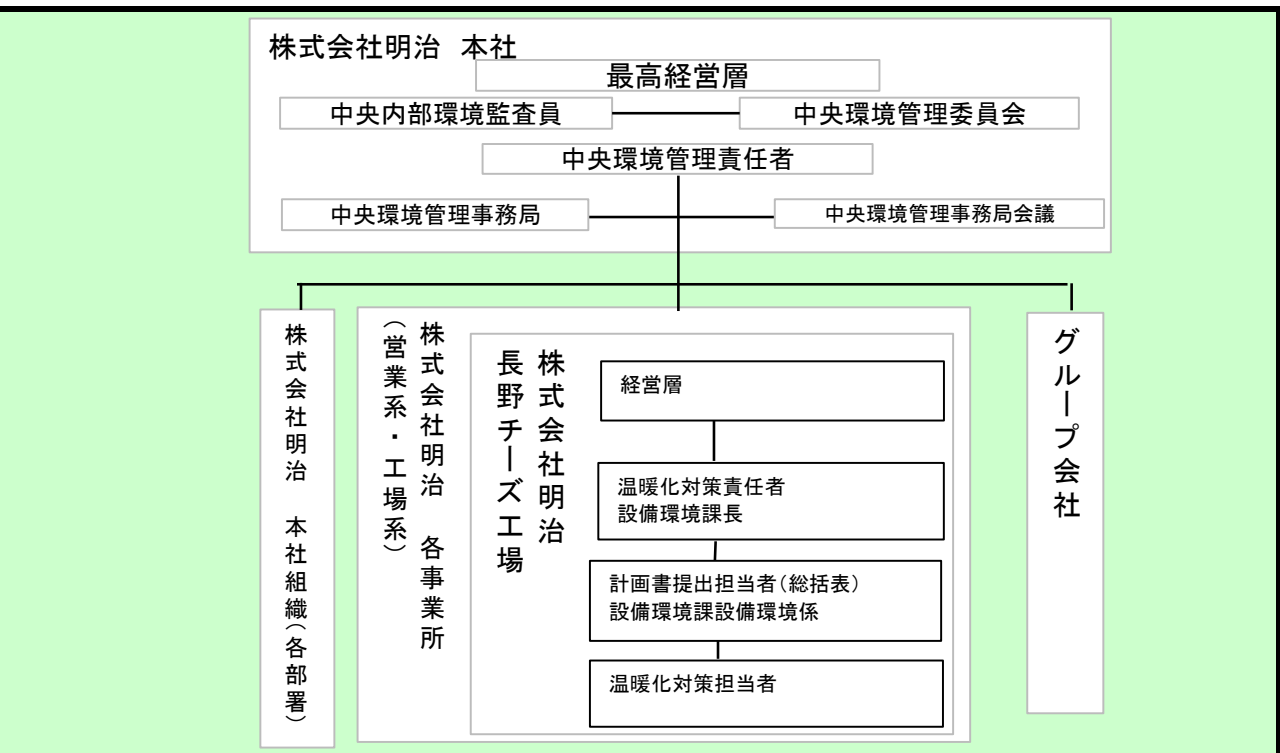 株式会社明治　本社
最高経営層
中央内部環境監査員
中央環境管理委員会
中央環境管理責任者
中央環境管理事務局
中央環境管理事務局会議
株式会社明治　本社組織（各部署）
株式会社明治　各事業所
（営業系・工場系）
株式会社明治
長野チーズ工場
経営層
温暖化対策責任者
設備環境課長
計画書提出担当者（総括表）
設備環境課設備環境係
温暖化対策担当者
グループ会社